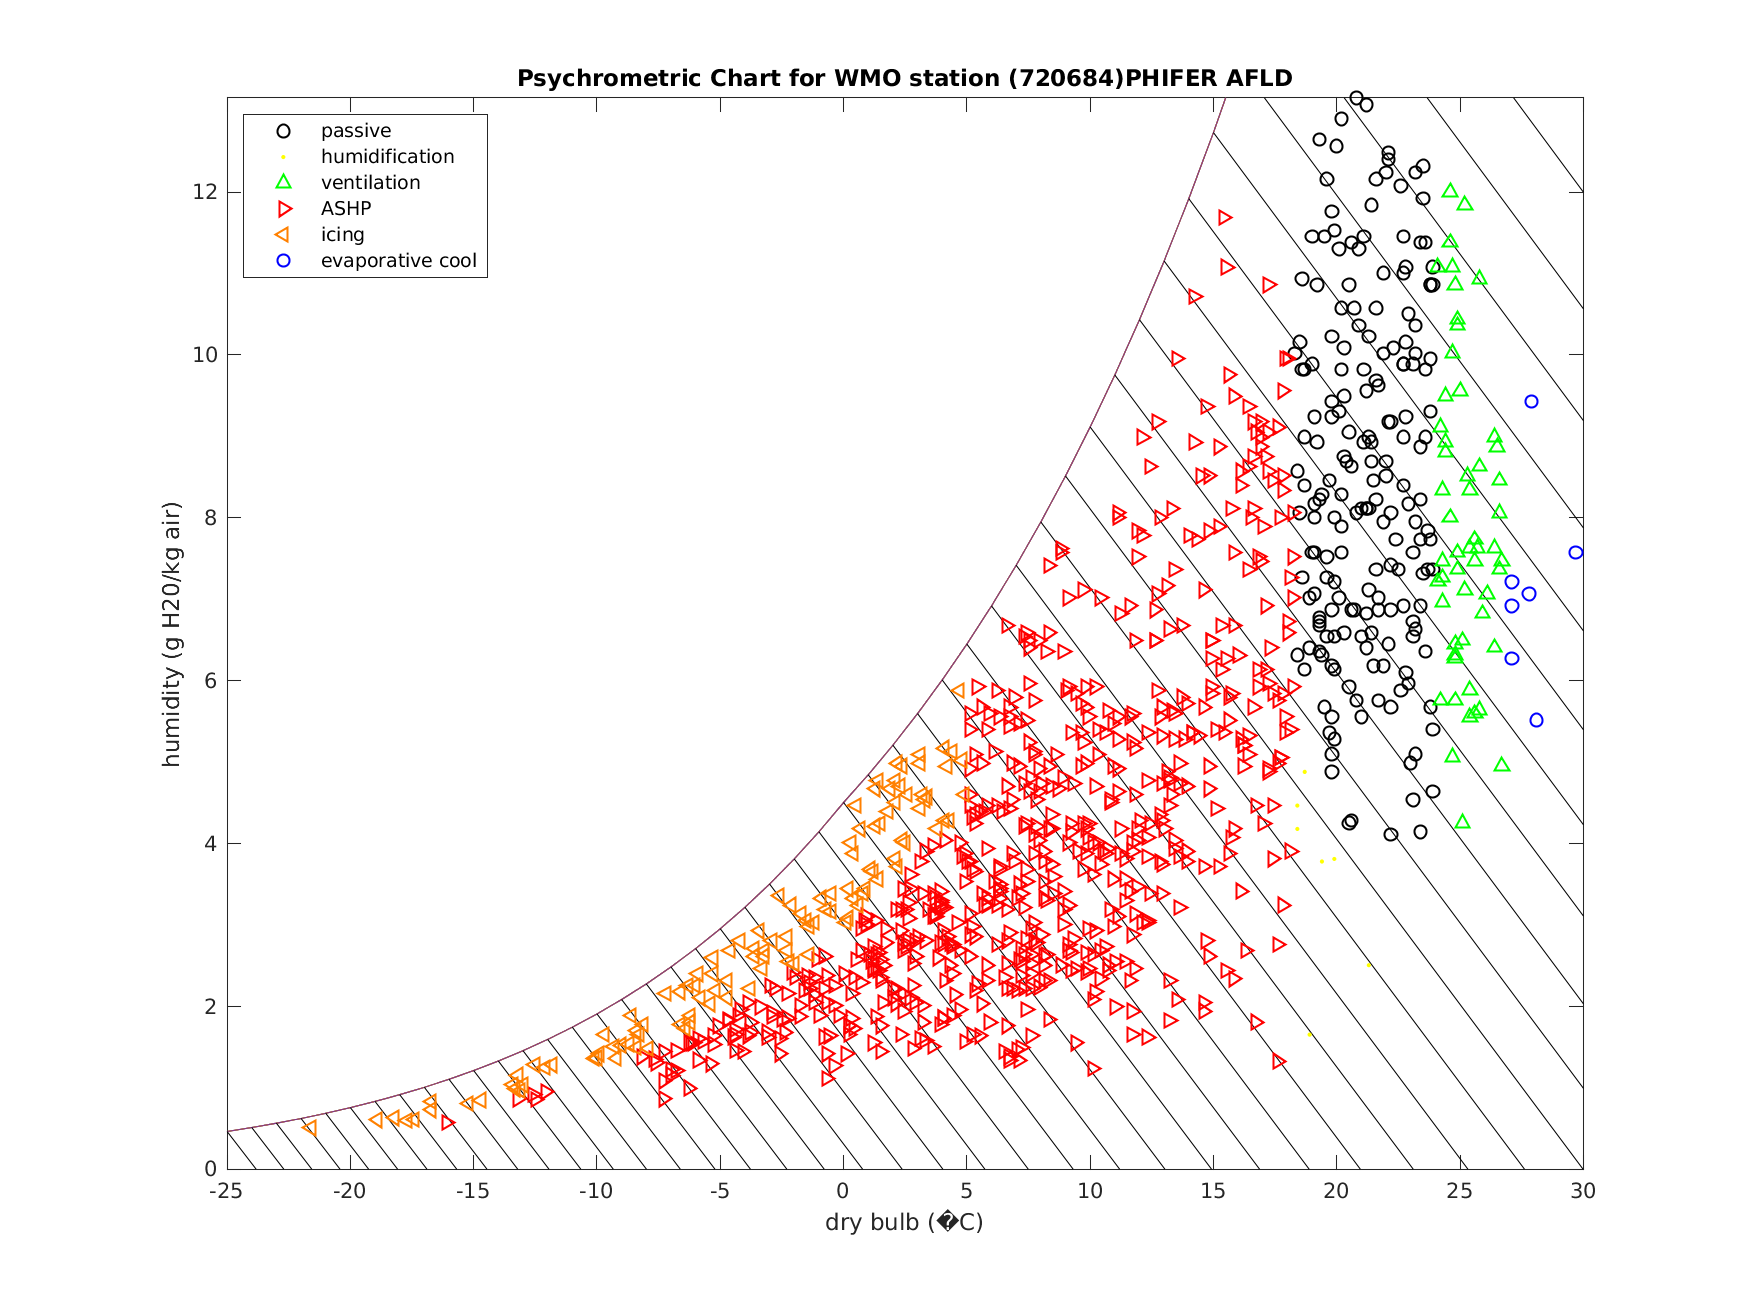 Psychrometric Chart for WMO station (720684)PHIFER AFLD
passive
humidification
ventilation
ASHP
icing
evaporative cool
humidity (g H20/kg air)
12
10
8
6
4
2
0
-25 -20 -15 -10 -5 0 5 10 15 20 25 30
dry bulb (�C)